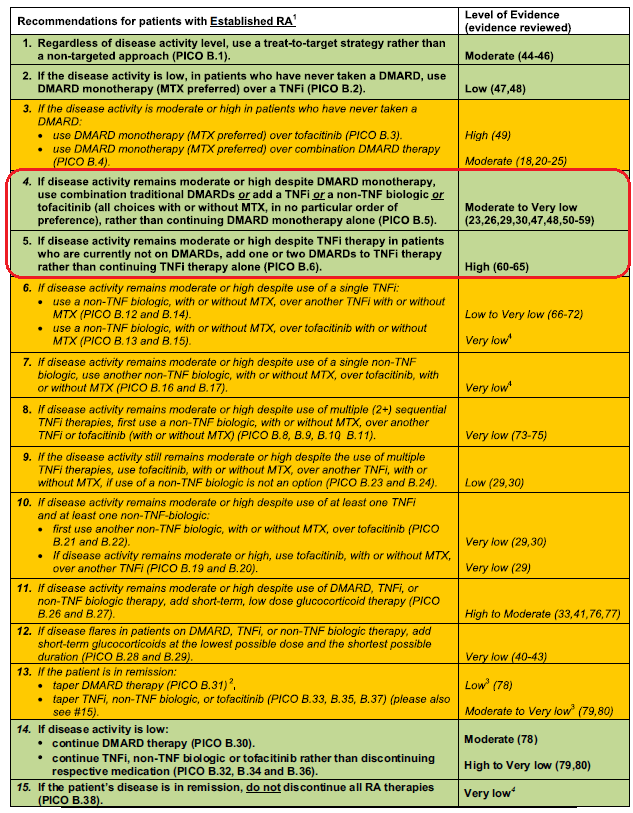 Recommendations for patients with Established RA1
Level of Evidence
(evidence reviewed)
1. Regardless of disease activity level, use a treat-to-target strategy rather than
a non-targeted approach (PICO B.1).
Moderate (44-46)
2. If the disease activity is low, in patients who have never taken a DMARD, use
DMARD monotherapy (MTX preferred) over a TNFi (PICO B.2).
Low (47,48)
3. If the disease activity is moderate or high in patients who have never taken a
DMARD:
• use DMARD monotherapy (MTX preferred) over tofacitinib (PICO B.3).
High (49)
• use DMARD monotherapy (MTX preferred) over combination DMARD therapy
(PICO B.4).
Moderate (18,20-25)
4. If disease activity remains moderate or high despite DMARD monotherapy,
use combination traditional DMARDs or add a TNFi or a non-TNF biologic or
tofacitinib (all choices with or without MTX, in no particular order of
preference), rather than continuing DMARD monotherapy alone (PICO B.5).
Moderate to Very low
(23,26,29,30,47,48,50-59)
5. If disease activity remains moderate or high despite TNFi therapy in patients
who are currently not on DMARDs, add one or two DMARDs to TNFi therapy
rather than continuing TNFi therapy alone (PICO B.6).
High (60-65)
6. If disease activity remains moderate or high despite use of a single TNFi:
• use a non-TNF biologic, with or without MTX, over another TNFi with or without
MTX (PICO B.12 and B.14).
Low to Very low (66-72)
• use a non-TNF biologic, with or without MTX, over tofacitinib with or without
MTX (PICO B.13 and B.15).
Very low4
7. If disease activity remains moderate or high despite use of a single non-TNF
biologic, use another non-TNF biologic, with or without MTX, over tofacitinib, with
or without MTX (PICO B.16 and B.17).
Very low4
8. If disease activity remains moderate or high despite use of multiple (2+) sequential
TNFi therapies, first use a non-TNF biologic, with or without MTX, over another
TNFi or tofacitinib (with or without MTX) (PICO B.8, B.9, B.10, B.11).
Very low (73-75)
9. If the disease activity still remains moderate or high despite the use of multiple
TNFi therapies, use tofacitinib, with or without MTX, over another TNFi, with or
without MTX, if use of a non-TNF biologic is not an option (PICO B.23 and B.24).
Low (29,30)
10. If disease activity remains moderate or high despite use of at least one TNFi
and at least one non-TNF-biologic:
• first use another non-TNF biologic, with or without MTX, over tofacitinib (PICO
B.21 and B.22).
Very low (29,30)
• If disease activity remains moderate or high, use tofacitinib, with or without MTX,
over another TNFi (PICO B.19 and B.20).
Very low (29)
11. If disease activity remains moderate or high despite use of DMARD, TNFi, or
non-TNF biologic therapy, add short-term, low dose glucocorticoid therapy (PICO
B.26 and B.27).
High to Moderate (33,41,76,77)
12. If disease flares in patients on DMARD, TNFi, or non-TNF biologic therapy, add
short-term glucocorticoids at the lowest possible dose and the shortest possible
duration (PICO B.28 and B.29).
Very low (40-43)
13. If the patient is in remission:
• taper DMARD therapy (PICO B.31)2,
Low3 (78)
• taper TNFi, non-TNF biologic, or tofacitinib (PICO B.33, B.35, B.37) (please also
see #15).
Moderate to Very low3 (79,80)
14. If disease activity is low:
• continue DMARD therapy (PICO B.30).
Moderate (78)
• continue TNFi, non-TNF biologic or tofacitinib rather than discontinuing
respective medication (PICO B.32, B.34 and B.36).
High to Very low (79,80)
15. If the patient's disease is in remission, do not discontinue all RA therapies
(PICO B.38).
Very low4